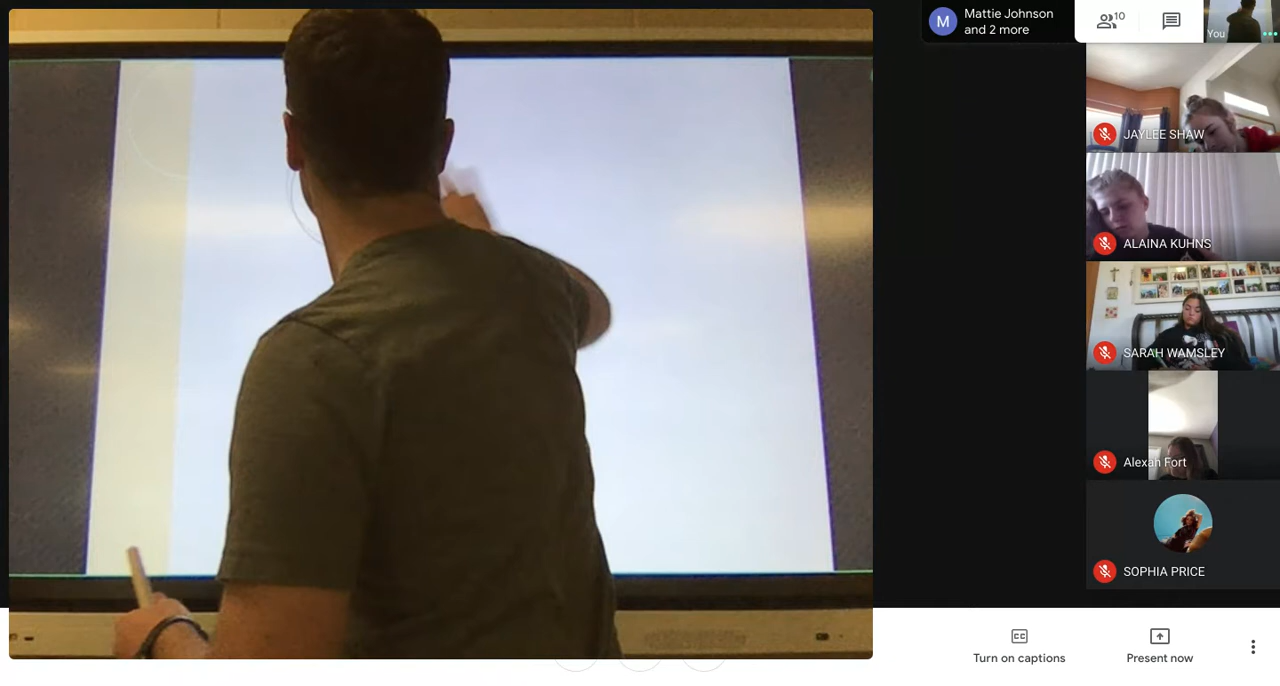 M
Mattie Johnson
and 2 more
10
You
JAYLEE SHAW
ALAINA KUHNS
SARAH WAMSLEY
Alexan Fort
SOPHIA PRICE
CC
Turn on captions
Present now